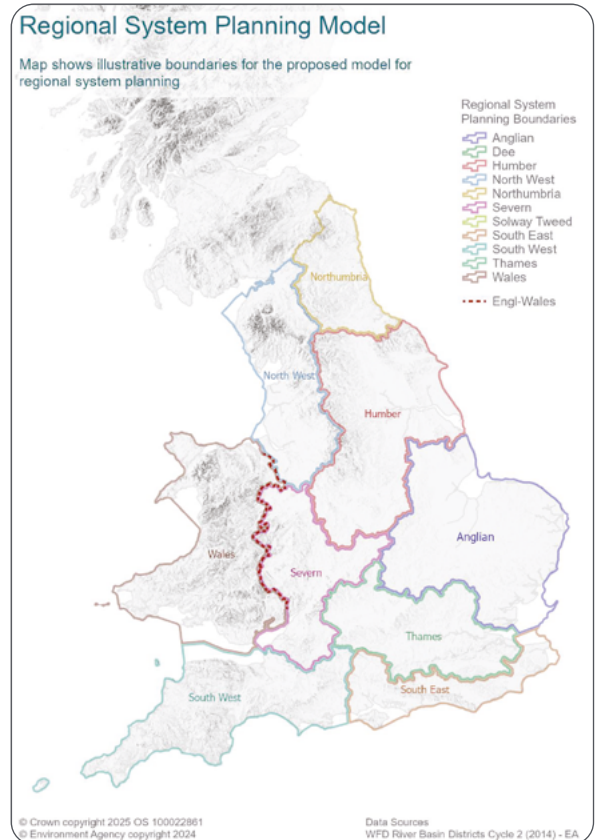 Regional System Planning Model
Map shows illustrative boundaries for the proposed model for
regional system planning
Regional System
Planning Boundaries
Anglian
Dee
Humber
North West
Northumbria
Severn
Solway Tweed
South East
South West
Thames
Wales
Engl-Wales
Northumbria
North West
Humber
Wales
Anglian
Severn
Thames
South East
South West
© Crown copyright 2025 OS 100022861
© Environment Agency copyright 2024
Data Sources
WFD River Basin Districts Cycle 2 (2014) - EA